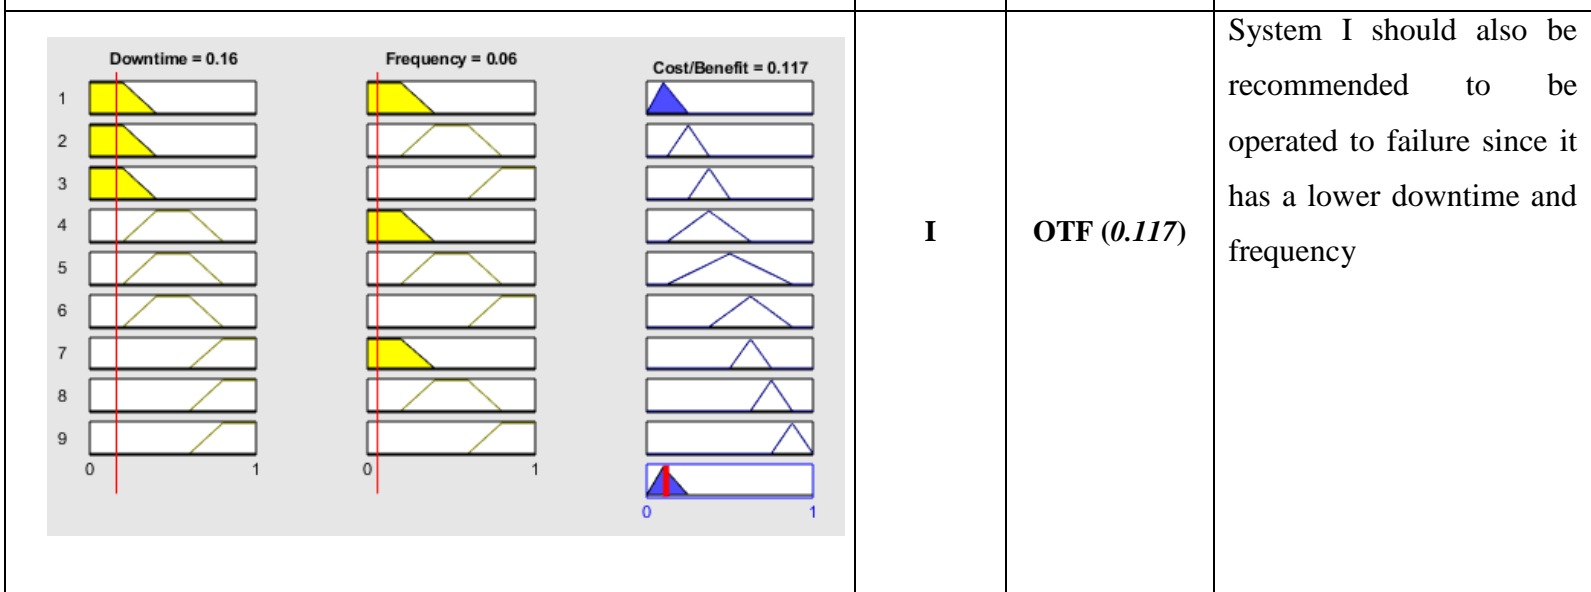 Downtime = 0.16
Frequency = 0.06
Cost/Benefit = 0.117
1
2
3
4
5
6
7
8
9
0 1
0 1
0 1
I
OTF (0.117)
System I should also be
recommended to be
operated to failure since it
has a lower downtime and
frequency